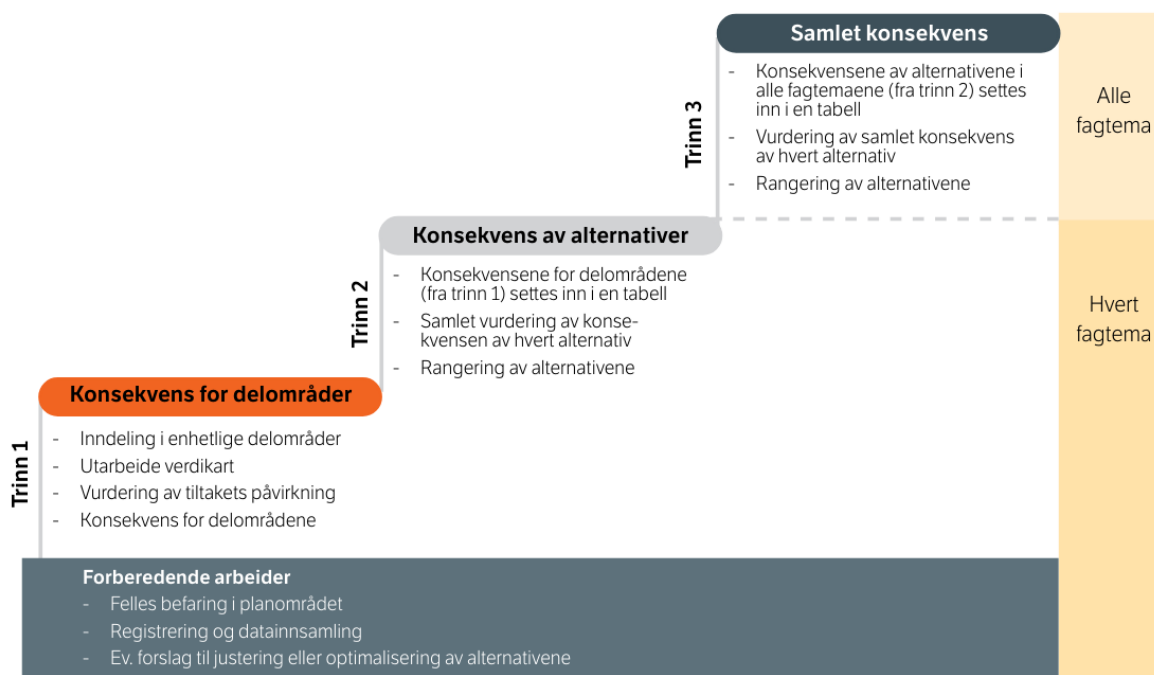 Samlet konsekvens
- Konsekvensene av alternativene i
alle fagtemaene (fra trinn 2) settes
inn i en tabell
- Vurdering av samlet konsekvens
av hvert alternativ
- Rangering av alternativene
Trinn 3
Alle
fagtema
Konsekvens av alternativer
- Konsekvensene for delområdene
(fra trinn 1) settes inn i en tabell
- Samlet vurdering av konse-
kvensen av hvert alternativ
- Rangering av alternativene
Trinn 2
Hvert
fagtema
Konsekvens for delområder
- Inndeling i enhetlige delområder
- Utarbeide verdikart
- Vurdering av tiltakets påvirkning
- Konsekvens for delområdene
Trinn 1
Forberedende arbeider
- Felles befaring i planområdet
- Registrering og datainnsamling
- Ev. forslag til justering eller optimalisering av alternativene